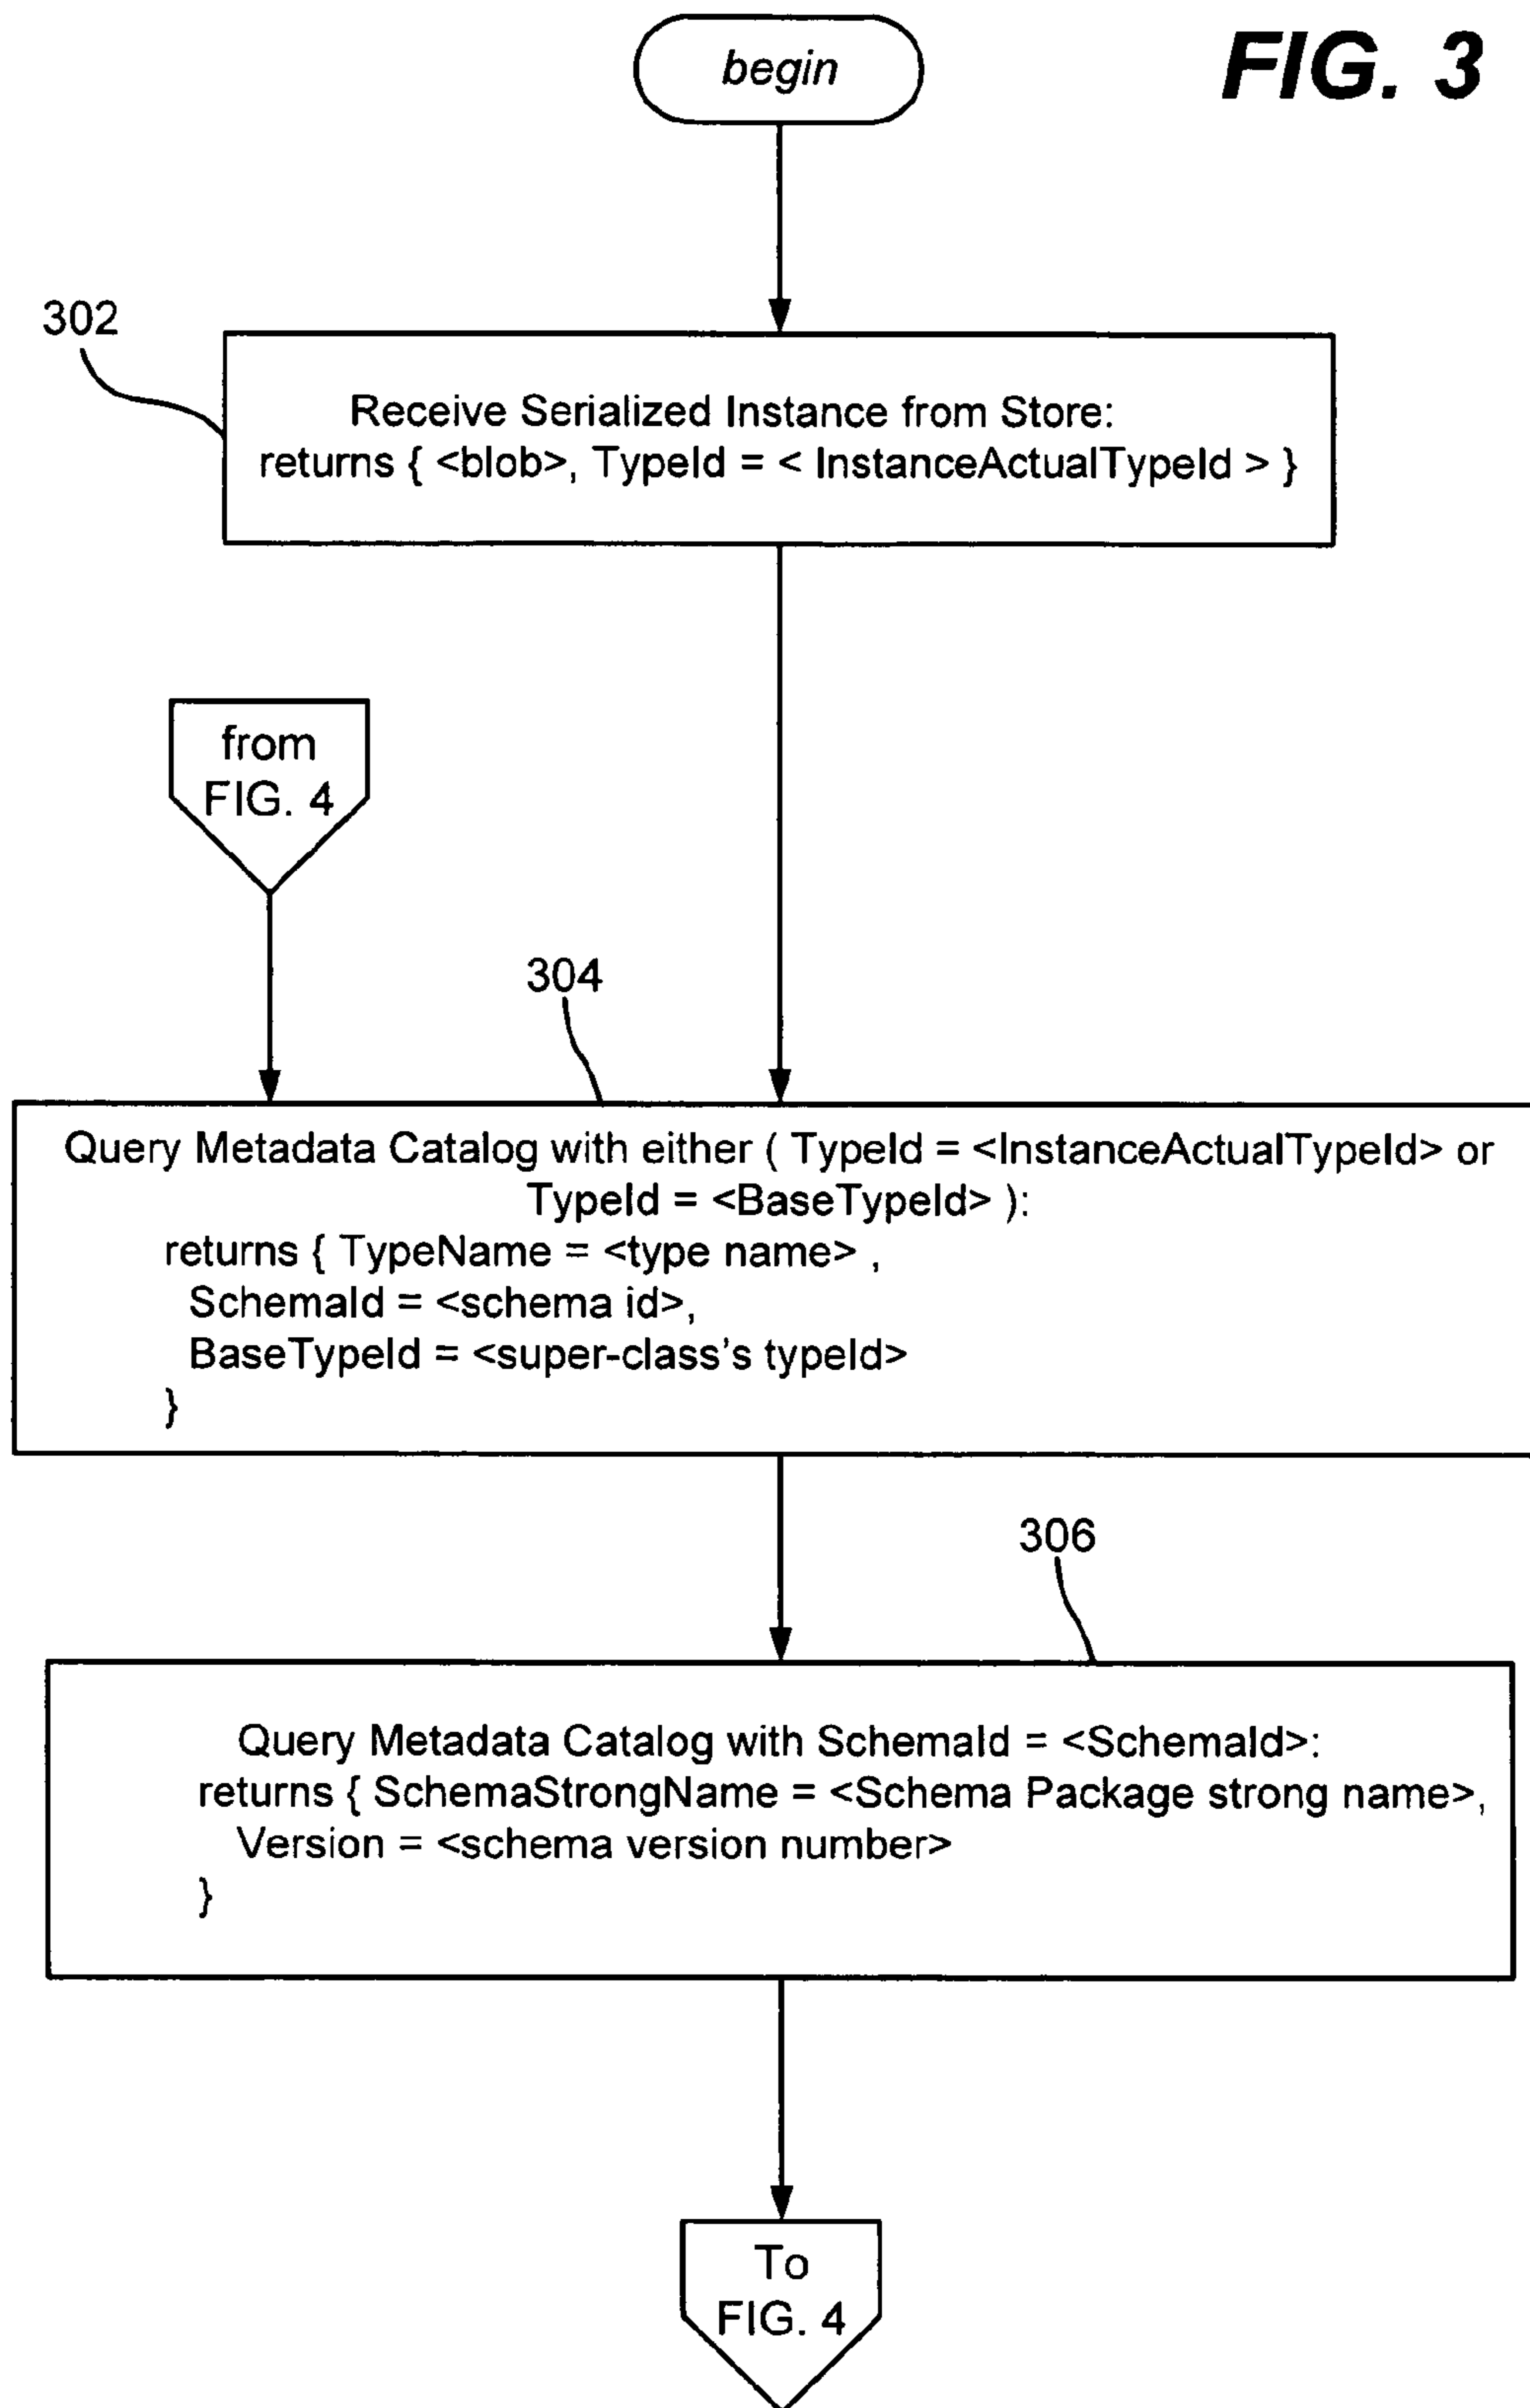 begin
FIG. 3
302
Receive Serialized Instance from Store:
returns { <blob>, TypeId = < InstanceActualTypeId > }
from
FIG. 4
304
Query Metadata Catalog with either ( TypeId = <InstanceActualTypeId> or
TypeId = <BaseTypeId> ):
returns { TypeName = <type name> ,
SchemaId = <schema id>,
BaseTypeId = <super-class's typeId>
}
306
Query Metadata Catalog with SchemaId = <SchemaId>:
returns { SchemaStrongName = <Schema Package strong name>,
Version = <schema version number>
}
To
FIG. 4